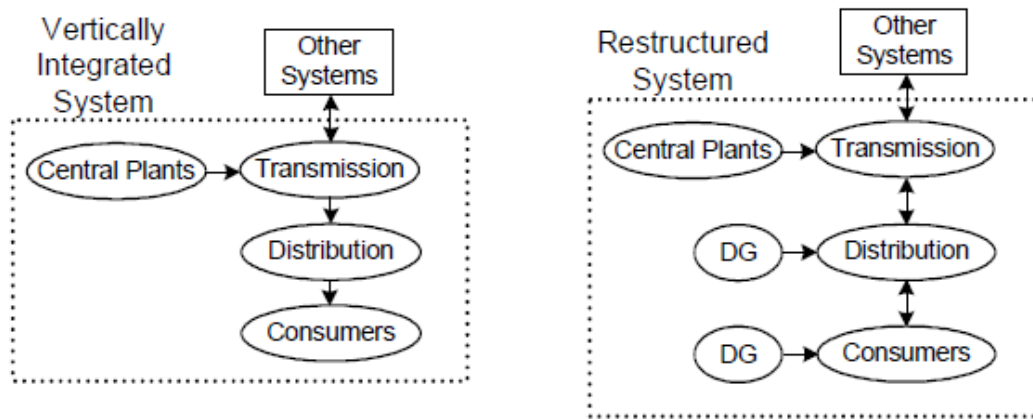 Vertically
Integrated
System
Other
Systems
Central Plants
Transmission
Distribution
Consumers
Restructured
System
Other
Systems
Central Plants
Transmission
DG
Distribution
DG
Consumers